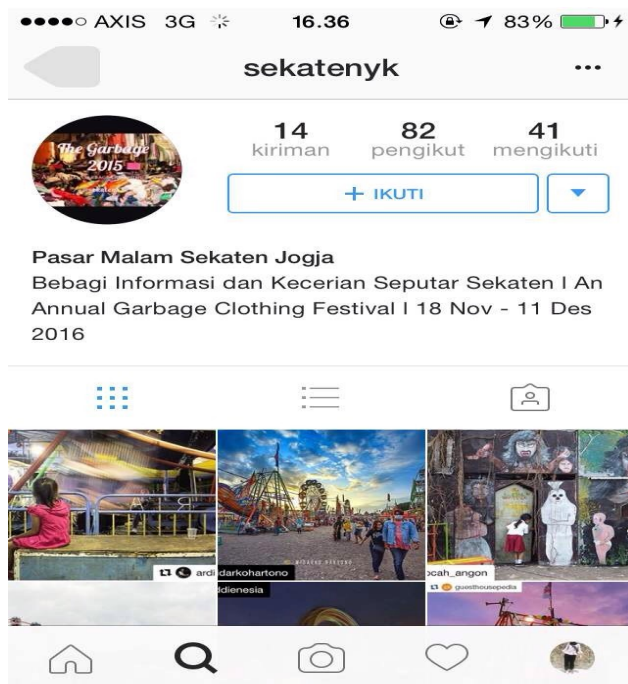 AXIS 3G 16.36 83%
sekatenyk
14 82 41
kiriman pengikut mengikuti
+ IKUTI
The Garbage
2015
Pasar Malam Sekaten Jogja
Bebagi Informasi dan Kecerian Seputar Sekaten I An
Annual Garbage Clothing Festival I 18 Nov - 11 Des
2016
ardi
darkohartono
ocah_angon
ddienesia
guesthousepedia